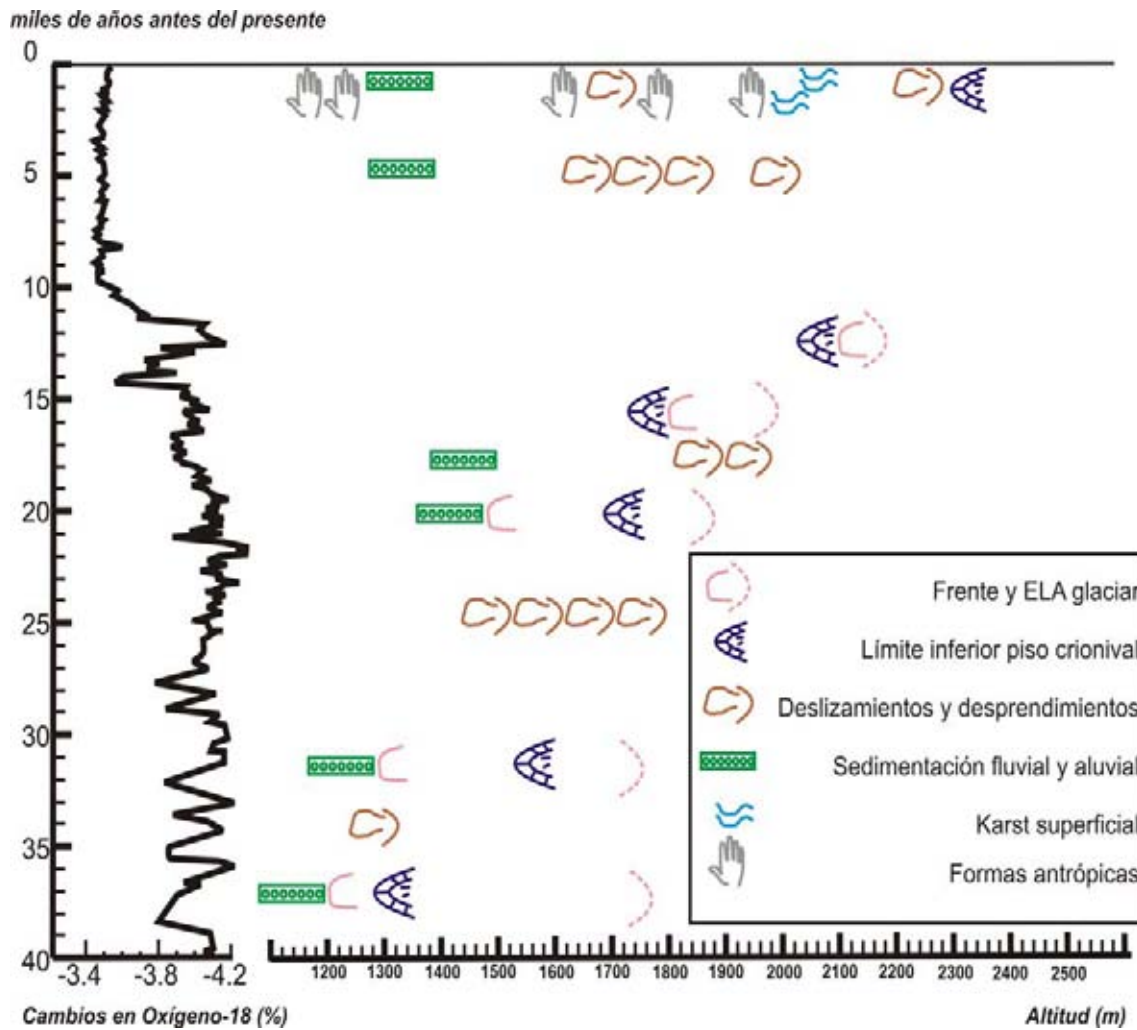 miles de años antes del presente
0
5
10
15
20
25
30
35
40
Frente y ELA glaciar
Límite inferior piso crionival
Deslizamientos y desprendimientos
Sedimentación fluvial y aluvial
Karst superficial
Formas antrópicas
-3.4 -3.8 -4.2
1200 1300 1400 1500 1600 1700 1800 1900 2000 2100 2200 2300 2400 2500
Cambios en Oxígeno-18 (%) Altitud (m)